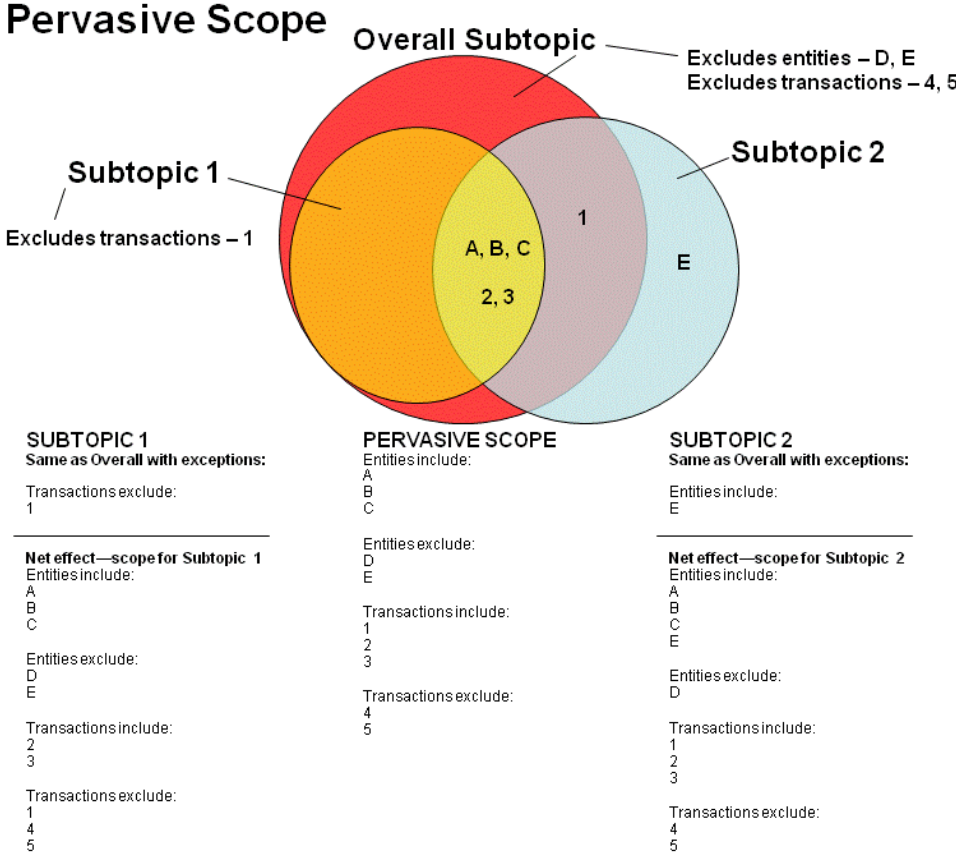 Pervasive Scope
Overall Subtopic
Excludes entities – D, E
Excludes transactions – 4, 5
Subtopic 2
Subtopic 1
Excludes transactions – 1
1
A, B, C
E
2, 3
SUBTOPIC 1
Same as Overall with exceptions:
Transactions exclude:
1
Net effect—scope for Subtopic 1
Entities include:
A
B
C
Entities exclude:
D
E
Transactions include:
2
3
Transactions exclude:
1
4
5
PERVASIVE SCOPE
Entities include:
A
B
C
Entities exclude:
D
E
Transactions include:
1
2
3
Transactions exclude:
4
5
SUBTOPIC 2
Same as Overall with exceptions:
Entities include:
E
Net effect—scope for Subtopic 2
Entities include:
A
B
C
E
Entities exclude:
D
Transactions include:
1
2
3
Transactions exclude:
4
5